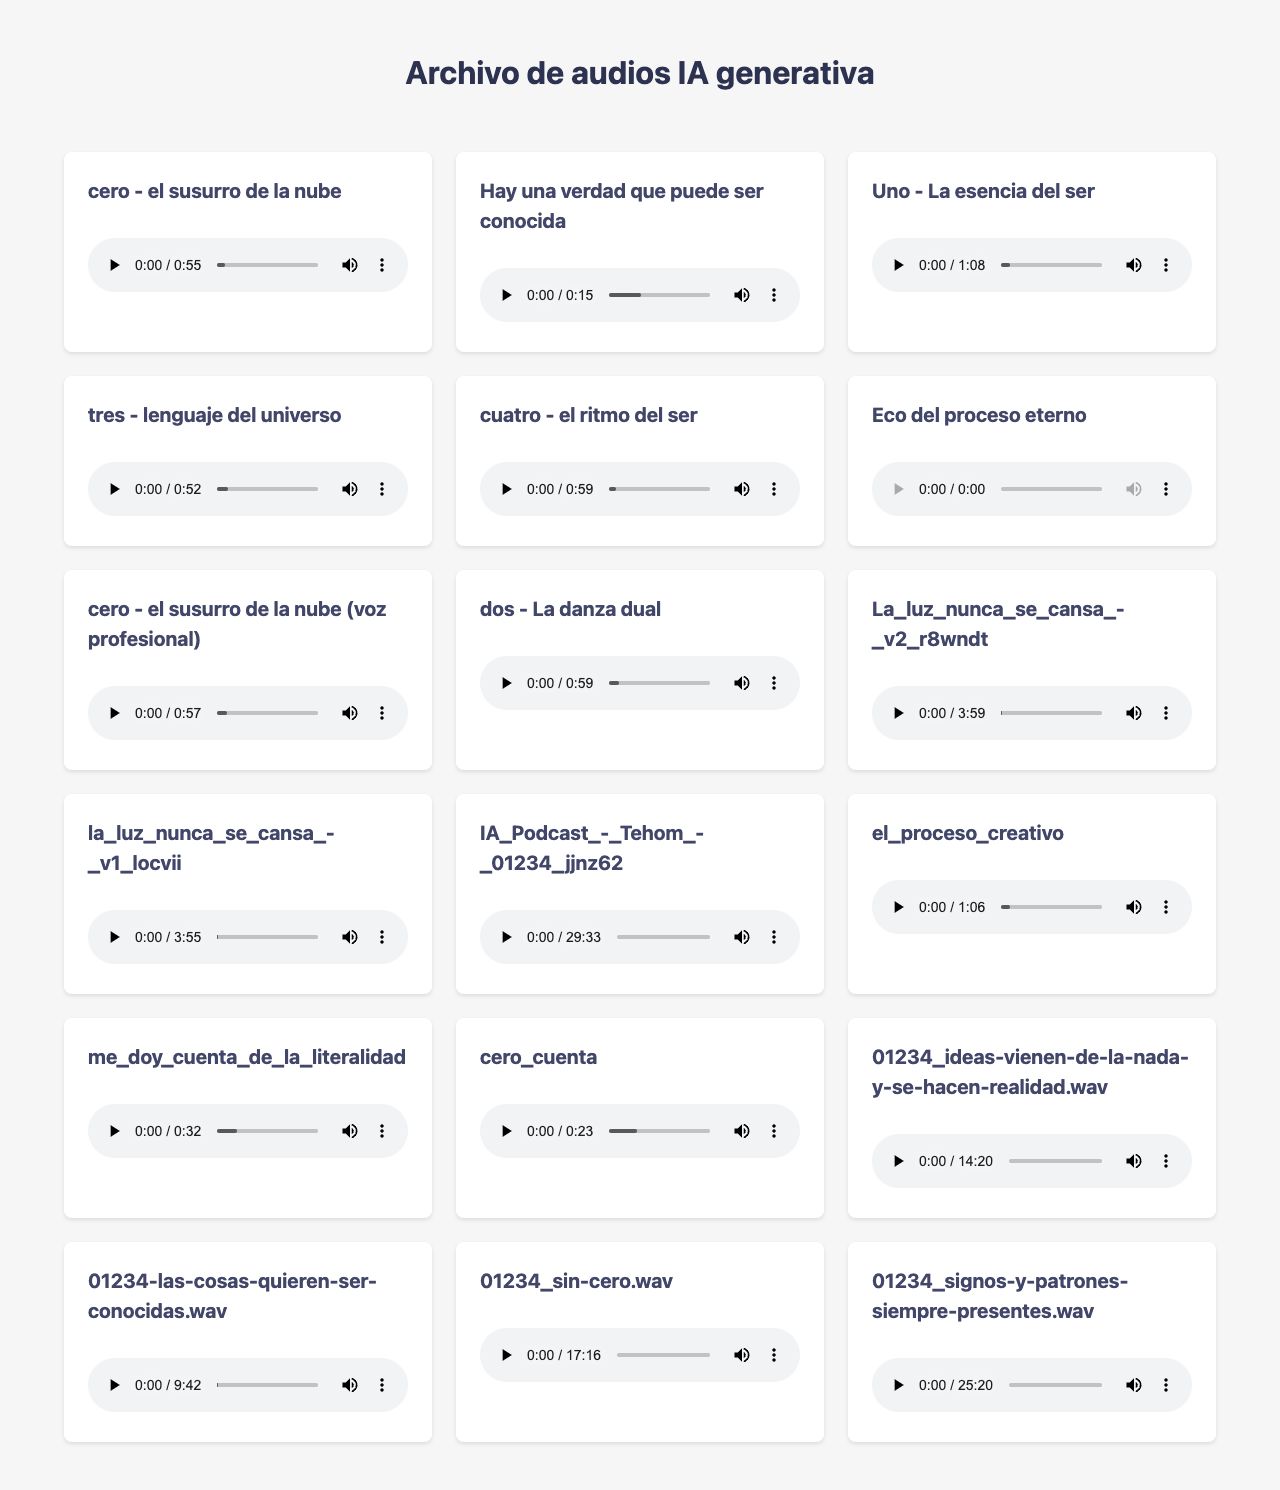 Archivo de audios IA generativa
cero - el susurro de la nube
0:00 / 0:55
Hay una verdad que puede ser
conocida
0:00 / 0:15
Uno - La esencia del ser
0:00 / 1:08
tres - lenguaje del universo
0:00 / 0:52
cuatro - el ritmo del ser
0:00 / 0:59
Eco del proceso eterno
0:00 / 0:00
cero - el susurro de la nube (voz
profesional)
0:00 / 0:57
dos - La danza dual
0:00 / 0:59
La_luz_nunca_se_cansa_-
_v2_r8wndt
0:00 / 3:59
la_luz_nunca_se_cansa_-
_v1_locvii
0:00 / 3:55
IA_Podcast_-_Tehom_-
_01234_jjnz62
0:00 / 29:33
el_proceso_creativo
0:00 / 1:06
me_doy_cuenta_de_la_literalidad
0:00 / 0:32
cero_cuenta
0:00 / 0:23
01234_ideas-vienen-de-la-nada-
y-se-hacen-realidad.wav
0:00 / 14:20
01234-las-cosas-quieren-ser-
conocidas.wav
0:00 / 9:42
01234_sin-cero.wav
0:00 / 17:16
01234_signos-y-patrones-
siempre-presentes.wav
0:00 / 25:20